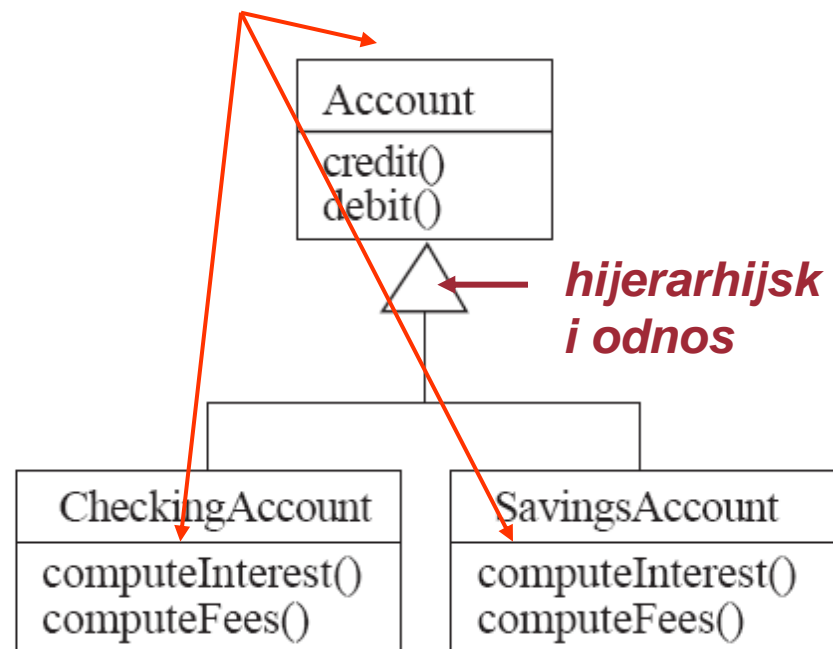 Account
credit()
debit()
hijerarhijsk
i odnos
CheckingAccount
computeInterest()
computeFees()
SavingsAccount
computeInterest()
computeFees()